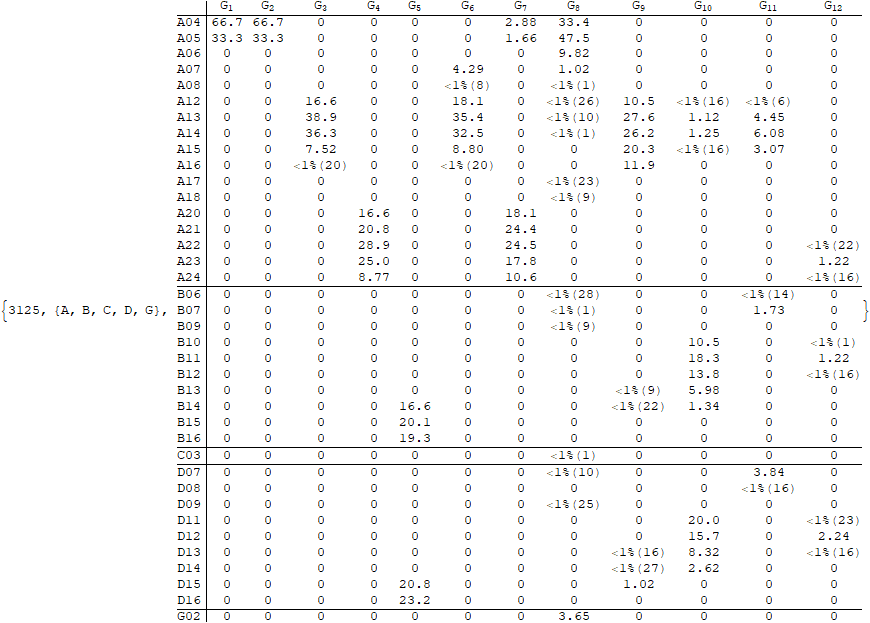 G₁ G₂ G₃ G₄ G₅ G₆ G₇ G₈ G₉ G₁₀ G₁₁ G₁₂
A04 66.7 66.7 0 0 0 0 2.88 33.4 0 0 0 0
A05 33.3 33.3 0 0 0 0 1.66 47.5 0 0 0 0
A06 0 0 0 0 0 0 0 9.82 0 0 0 0
A07 0 0 0 0 0 4.29 0 1.02 0 0 0 0
A08 0 0 0 0 0 <1%(8) 0 <1%(1) 0 0 0 0
A12 0 0 16.6 0 0 18.1 0 <1%(26) 10.5 <1%(16) <1%(6) 0
A13 0 0 38.9 0 0 35.4 0 <1%(10) 27.6 1.12 4.45 0
A14 0 0 36.3 0 0 32.5 0 <1%(1) 26.2 1.25 6.08 0
A15 0 0 7.52 0 0 8.80 0 0 20.3 <1%(16) 3.07 0
A16 0 0 <1%(20) 0 0 <1%(20) 0 0 11.9 0 0 0
A17 0 0 0 0 0 0 0 <1%(23) 0 0 0 0
A18 0 0 0 0 0 0 0 <1%(9) 0 0 0 0
A20 0 0 0 16.6 0 0 18.1 0 0 0 0 0
A21 0 0 0 20.8 0 0 24.4 0 0 0 0 0
A22 0 0 0 28.9 0 0 24.5 0 0 0 0 <1%(22)
A23 0 0 0 25.0 0 0 17.8 0 0 0 0 1.22
A24 0 0 0 8.77 0 0 10.6 0 0 0 0 <1%(16)
B06 0 0 0 0 0 0 0 <1%(28) 0 0 <1%(14) 0
{3125, {A, B, C, D, G}, B07 0 0 0 0 0 0 0 <1%(1) 0 0 1.73 0 }
B09 0 0 0 0 0 0 0 <1%(9) 0 0 0 0
B10 0 0 0 0 0 0 0 0 0 10.5 0 <1%(1)
B11 0 0 0 0 0 0 0 0 0 18.3 0 1.22
B12 0 0 0 0 0 0 0 0 0 13.8 0 <1%(16)
B13 0 0 0 0 0 0 0 0 <1%(9) 5.98 0 0
B14 0 0 0 0 16.6 0 0 0 <1%(22) 1.34 0 0
B15 0 0 0 0 20.1 0 0 0 0 0 0 0
B16 0 0 0 0 19.3 0 0 0 0 0 0 0
C03 0 0 0 0 0 0 0 <1%(1) 0 0 0 0
D07 0 0 0 0 0 0 0 <1%(10) 0 0 3.84 0
D08 0 0 0 0 0 0 0 0 0 0 <1%(16) 0
D09 0 0 0 0 0 0 0 <1%(25) 0 0 0 0
D11 0 0 0 0 0 0 0 0 0 20.0 0 <1%(23)
D12 0 0 0 0 0 0 0 0 0 15.7 0 2.24
D13 0 0 0 0 0 0 0 0 <1%(16) 8.32 0 <1%(16)
D14 0 0 0 0 0 0 0 0 <1%(27) 2.62 0 0
D15 0 0 0 0 20.8 0 0 0 1.02 0 0 0
D16 0 0 0 0 23.2 0 0 0 0 0 0 0
G02 0 0 0 0 0 0 0 3.65 0 0 0 0